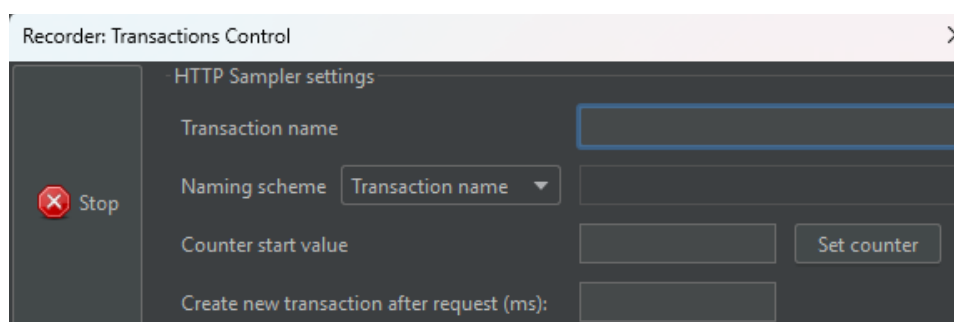 Recorder: Transactions Control
HTTP Sampler settings
Transaction name
Naming scheme Transaction name
Stop
Counter start value Set counter
Create new transaction after request (ms):